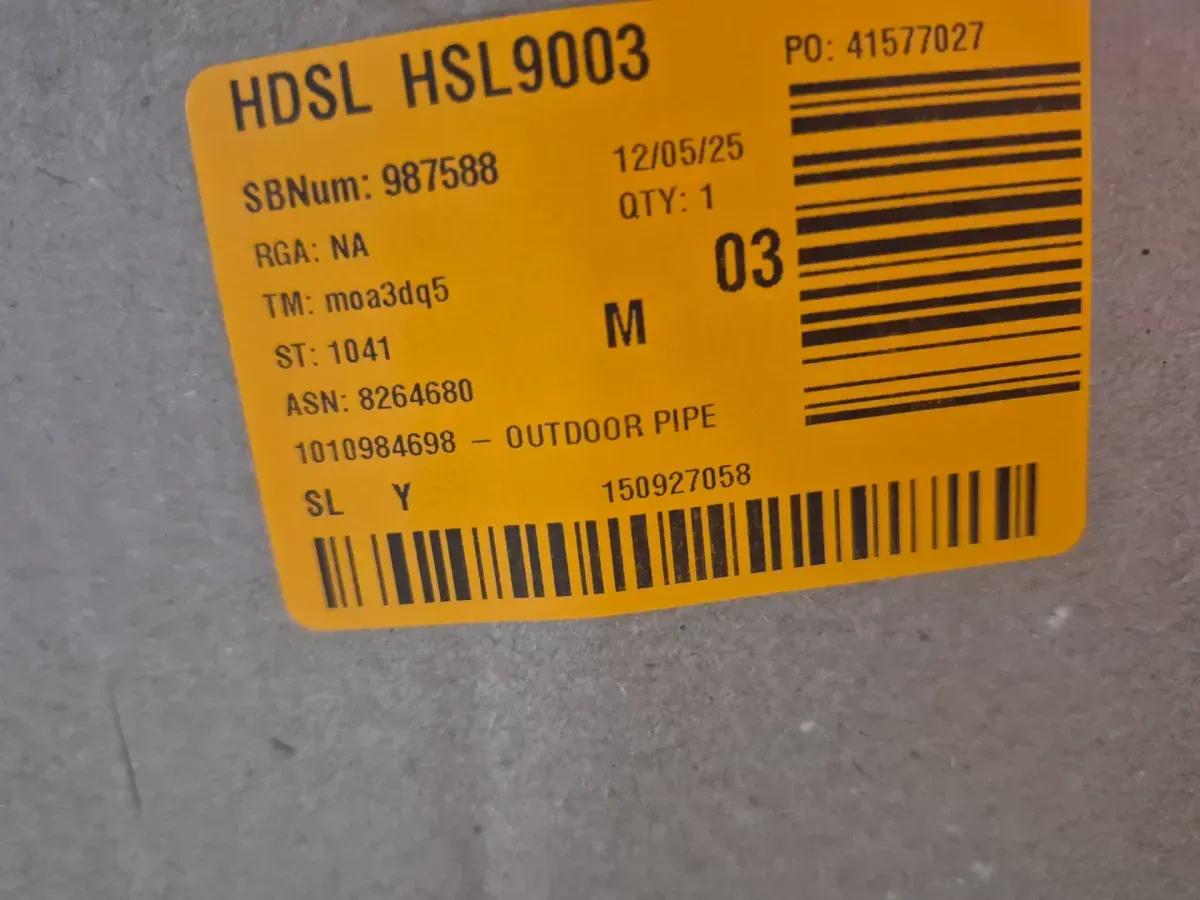 HDSL HSL9003
PO: 41577027
SBNum: 987588
12/05/25
RGA: NA
QTY: 1
TM: moa3dq5
03
ST: 1041
M
ASN: 8264680
1010984698 – OUTDOOR PIPE
SL Y
150927058